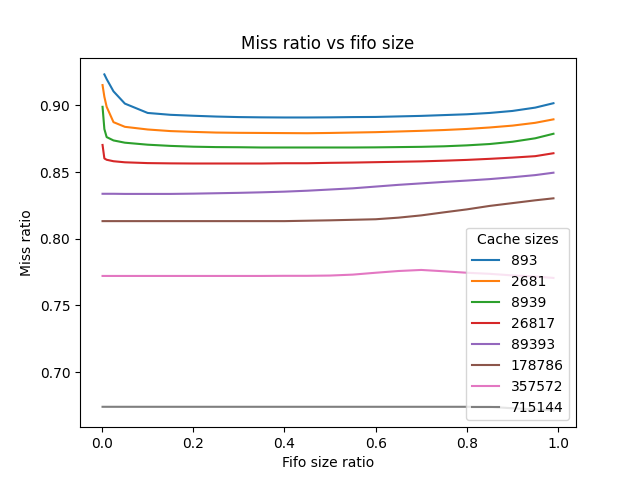 Miss ratio vs fifo size
Miss ratio
0.90
0.85
0.80
0.75
0.70
Cache sizes
893
2681
8939
26817
89393
178786
357572
715144
0.0 0.2 0.4 0.6 0.8 1.0
Fifo size ratio